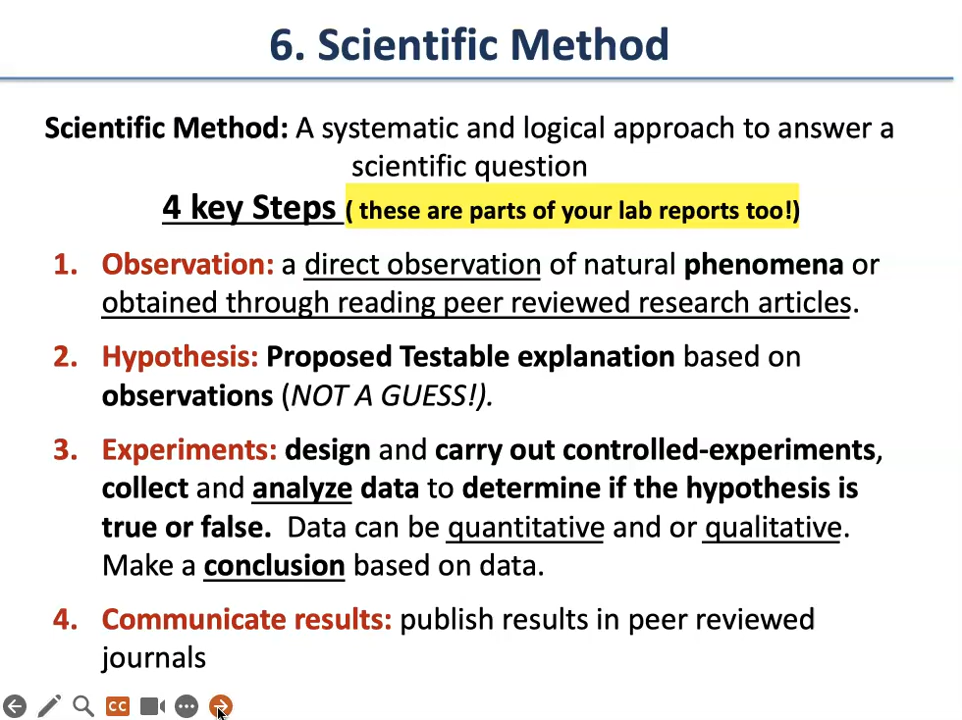 6. Scientific Method
Scientific Method: A systematic and logical approach to answer a
scientific question
4 key Steps ( these are parts of your lab reports too!)
1. Observation: a direct observation of natural phenomena or
obtained through reading peer reviewed research articles.
2. Hypothesis: Proposed Testable explanation based on
observations (NOT A GUESS!).
3. Experiments: design and carry out controlled-experiments,
collect and analyze data to determine if the hypothesis is
true or false. Data can be quantitative and or qualitative.
Make a conclusion based on data.
4. Communicate results: publish results in peer reviewed
journals
CC